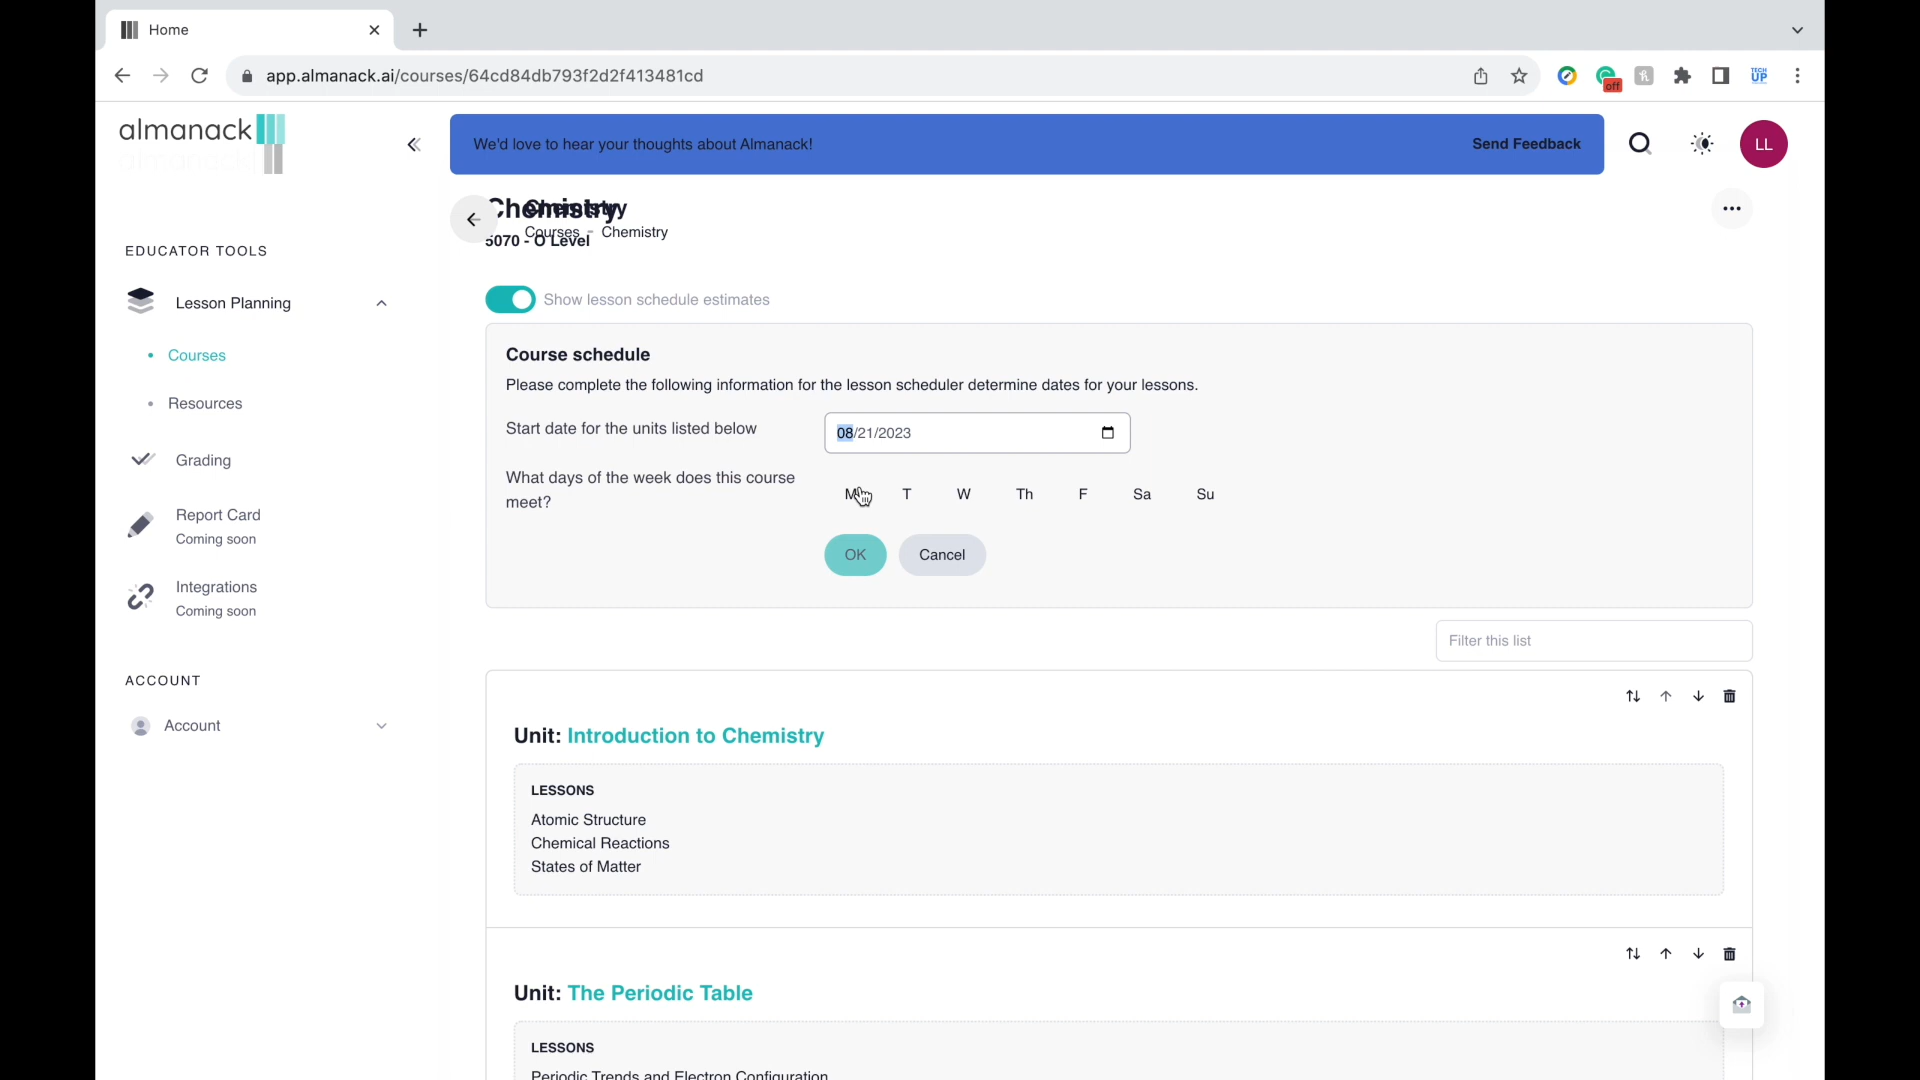 Home
app.almanack.ai/courses/64cd84db793f2d2f413481cd
off
TECH
UP
almanack
We'd love to hear your thoughts about Almanack!
Send Feedback
LL
Chemistry
Chemistry
Courses - Chemistry
5070 - O Level
EDUCATOR TOOLS
Lesson Planning
Courses
Resources
Grading
Report Card
Coming soon
Integrations
Coming soon
ACCOUNT
Account
Show lesson schedule estimates
Course schedule
Please complete the following information for the lesson scheduler determine dates for your lessons.
Start date for the units listed below
08/21/2023
What days of the week does this course
meet?
M T W Th F Sa Su
OK Cancel
Filter this list
Unit: Introduction to Chemistry
LESSONS
Atomic Structure
Chemical Reactions
States of Matter
Unit: The Periodic Table
LESSONS
Periodic Trends and Electron Configuration